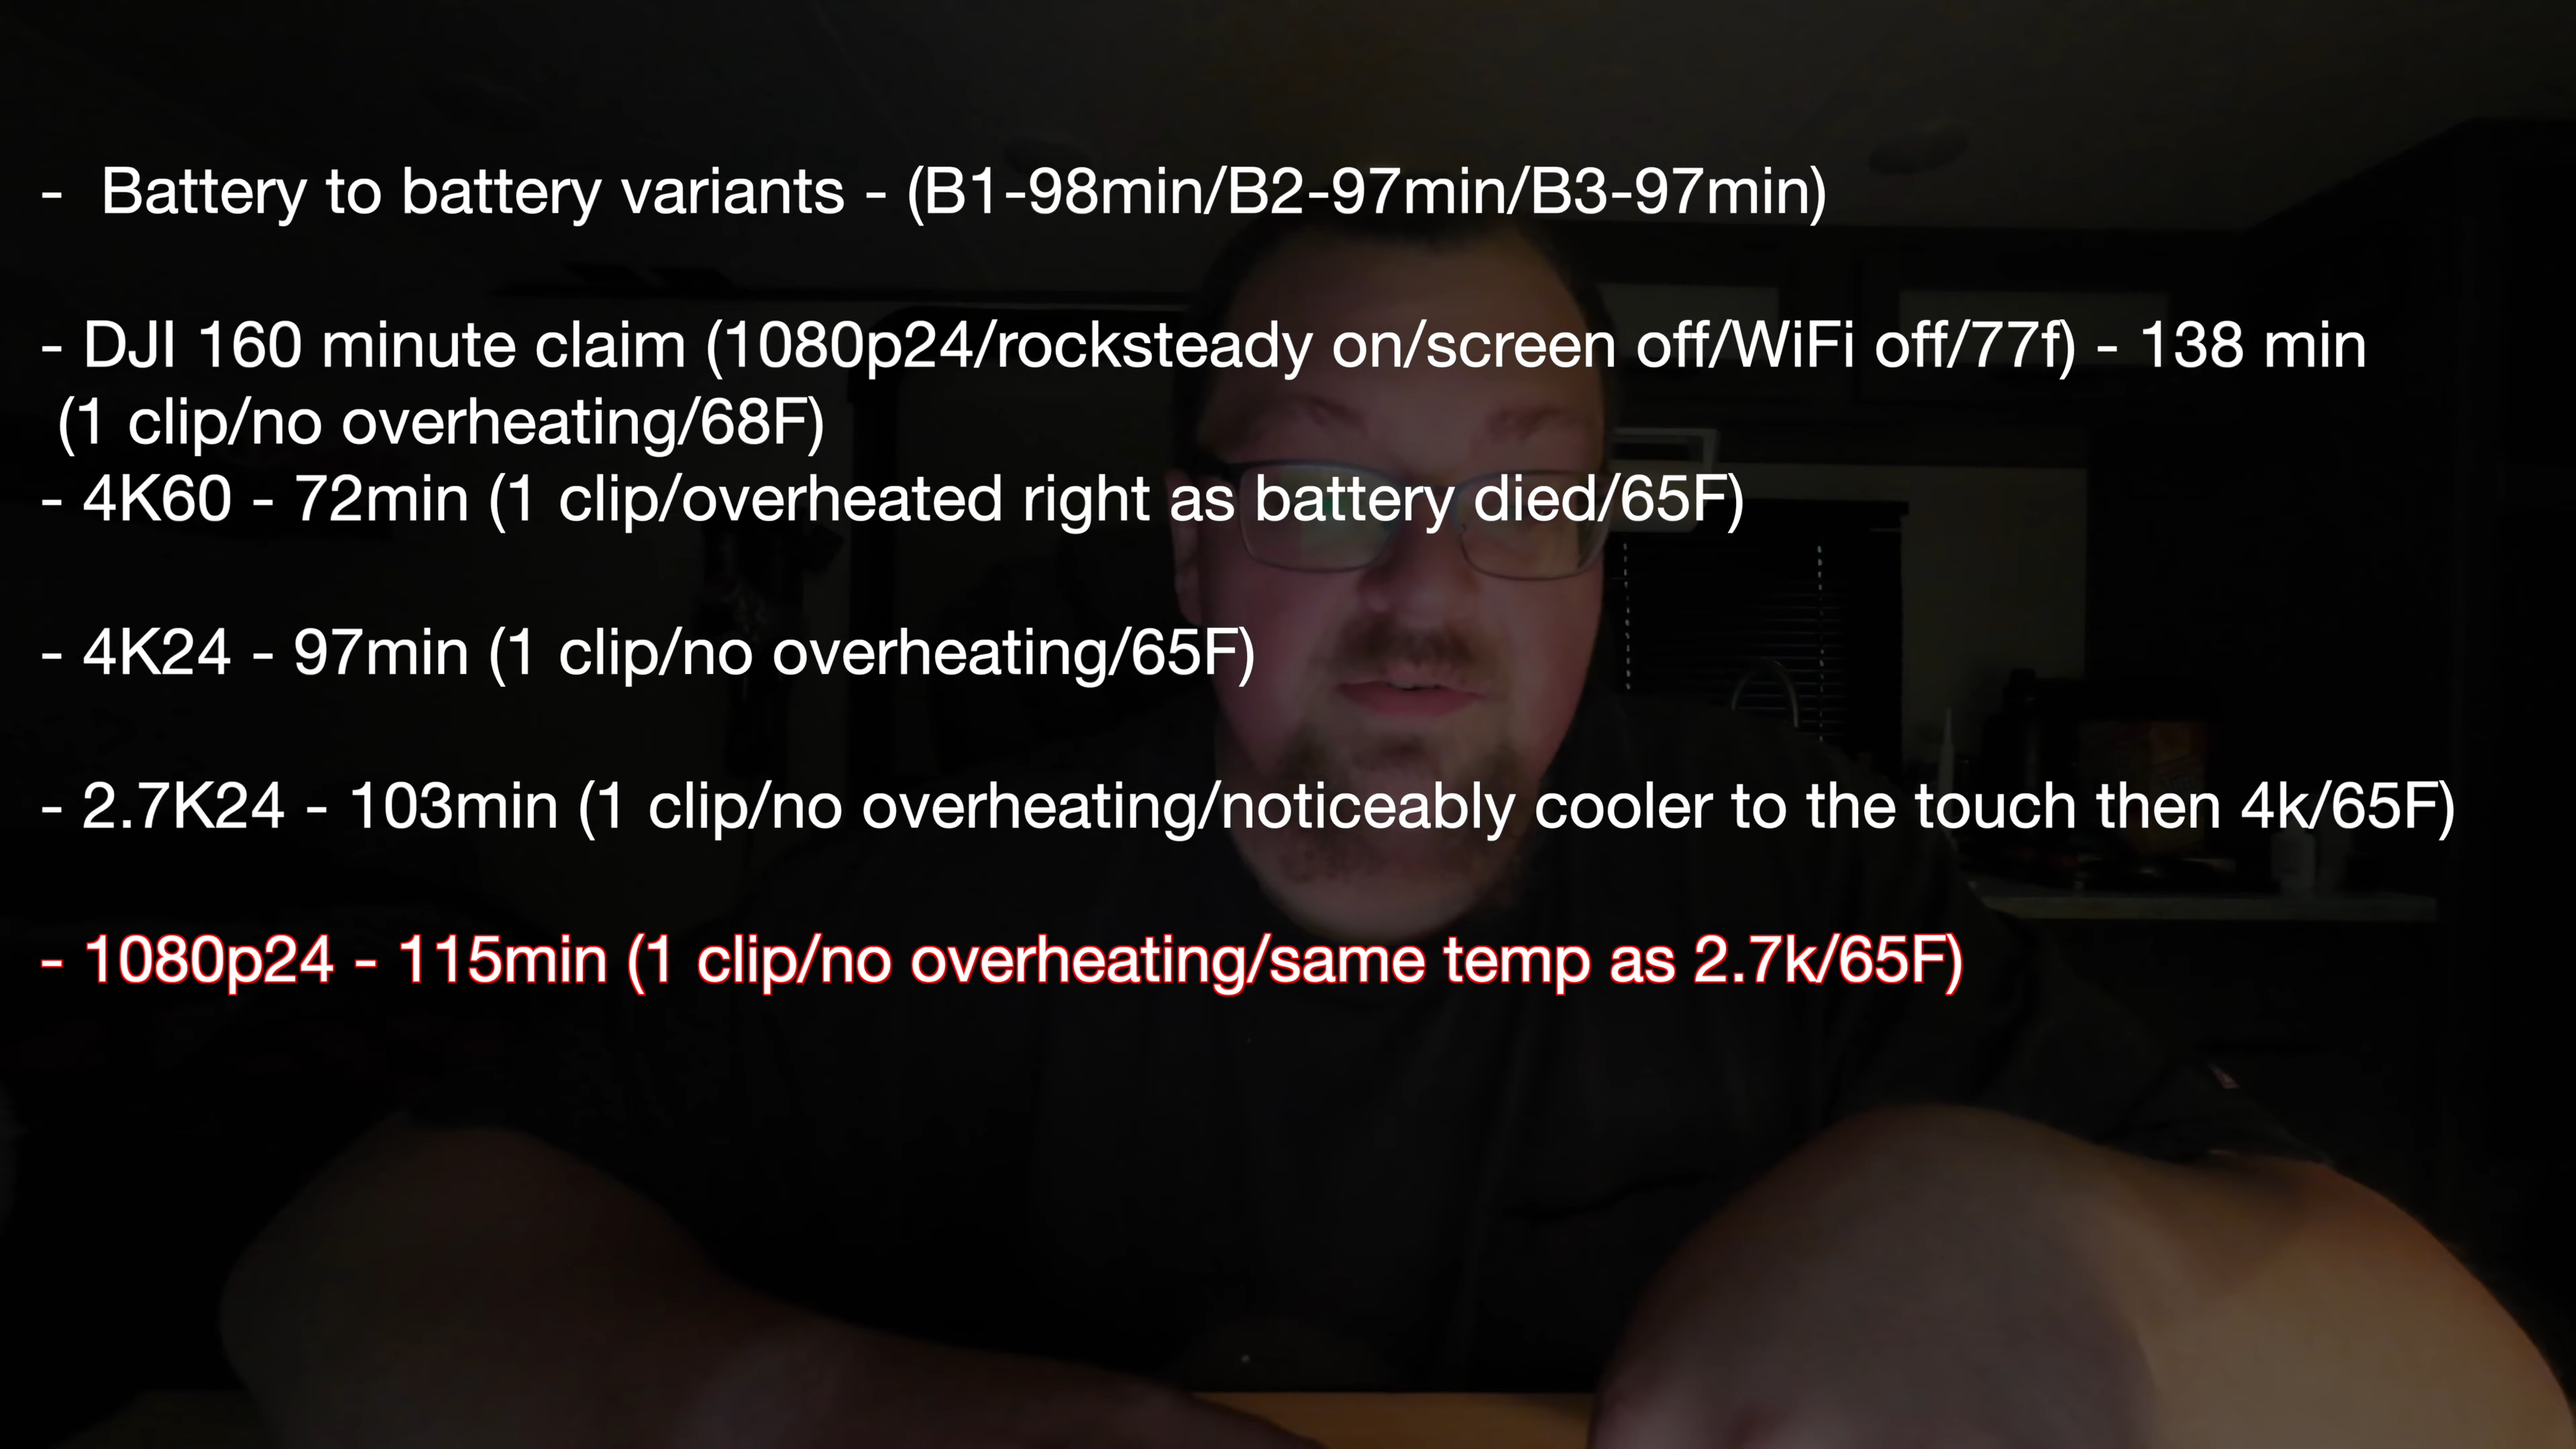 - Battery to battery variants - (B1-98min/B2-97min/B3-97min)
- DJI 160 minute claim (1080p24/rocksteady on/screen off/WiFi off/77f) - 138 min
(1 clip/no overheating/68F)
- 4K60 - 72min (1 clip/overheated right as battery died/65F)
- 4K24 - 97min (1 clip/no overheating/65F)
- 2.7K24 - 103min (1 clip/no overheating/noticeably cooler to the touch then 4k/65F)
- 1080p24 - 115min (1 clip/no overheating/same temp as 2.7k/65F)